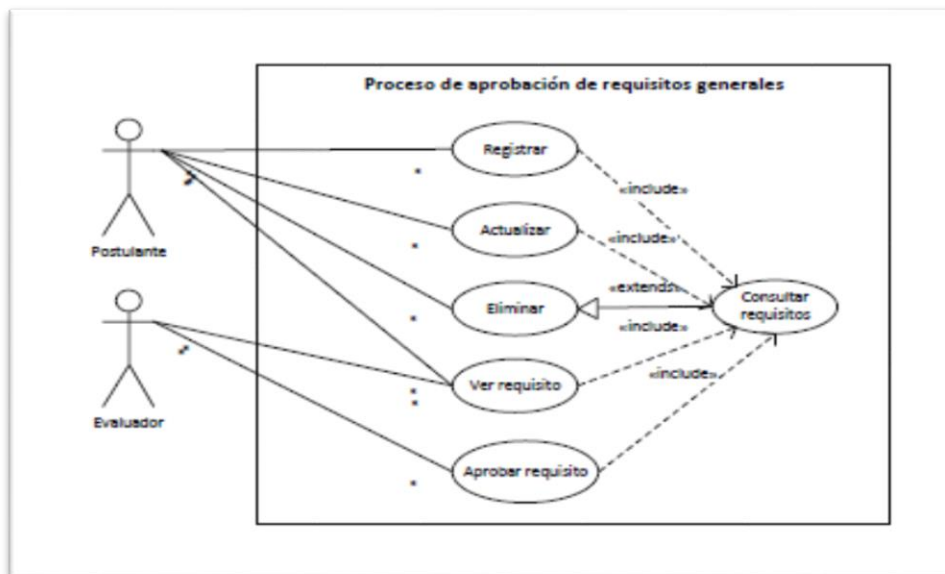 Proceso de aprobación de requisitos generales
Registrar
«include»
Postulante
Actualizar
«include»
«extends»
Eliminar
Consultar
requisitos
«include»
Ver requisito
«include»
Evaluador
Aprobar requisito